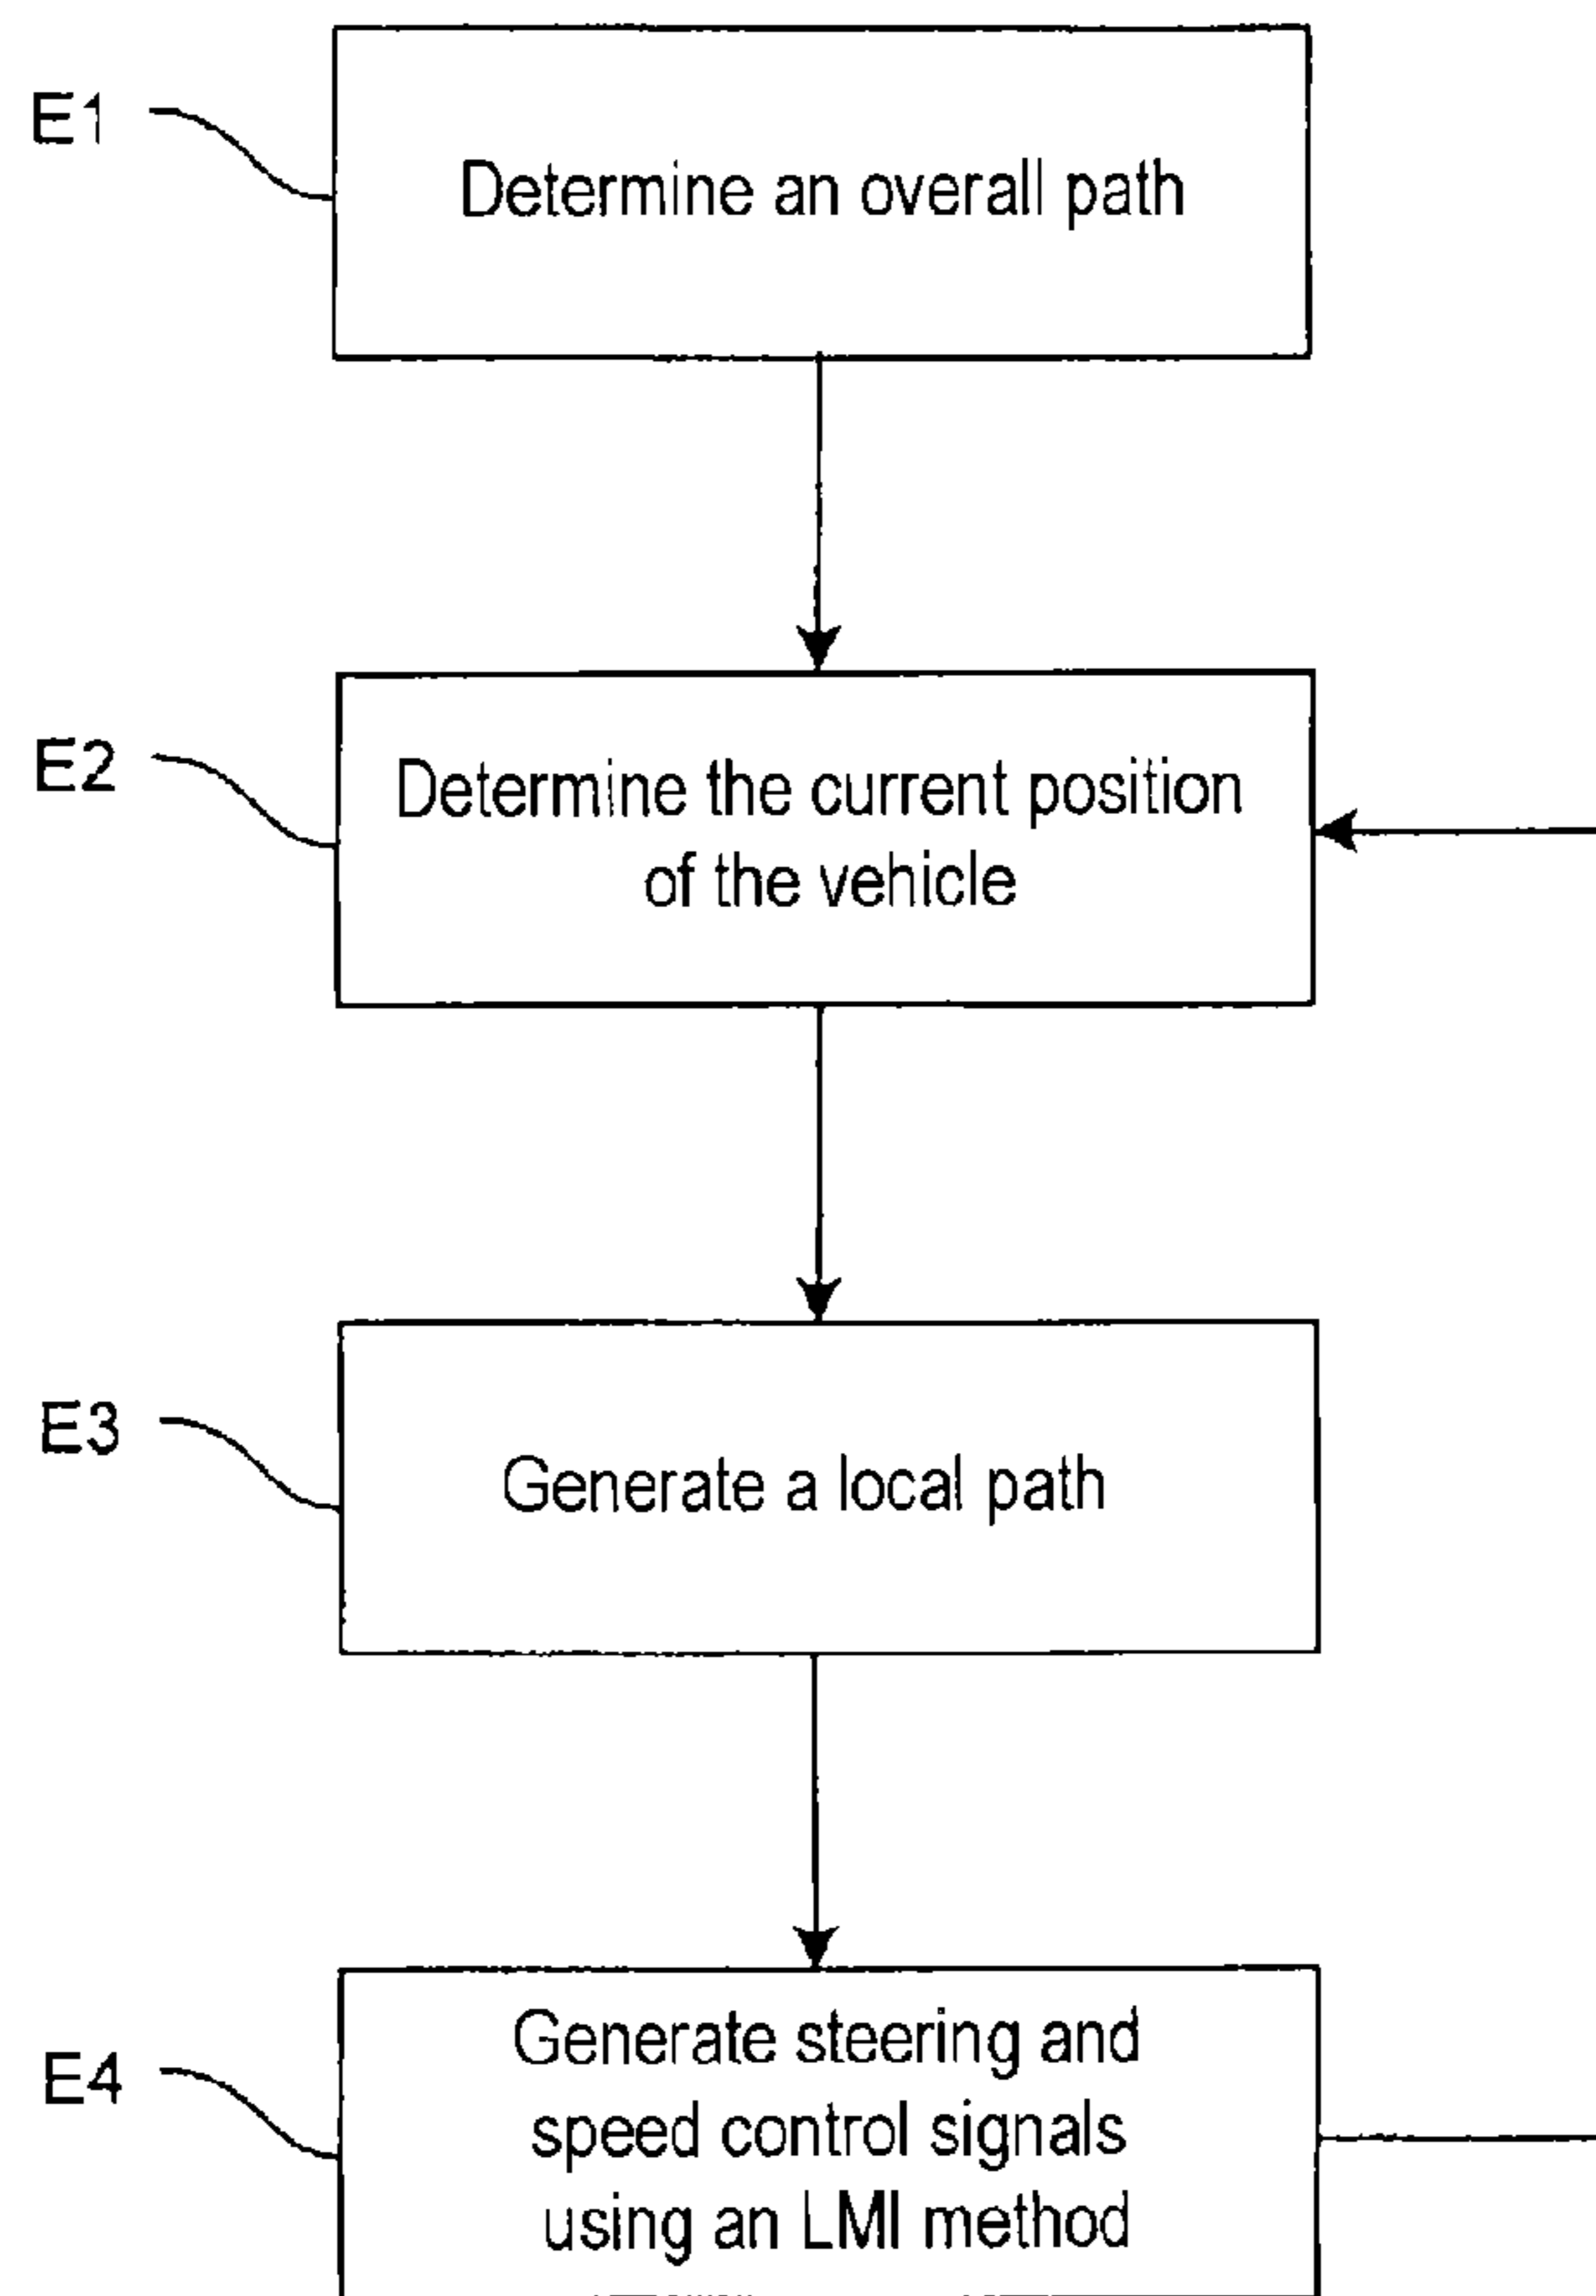 E1
Determine an overall path
E2
Determine the current position
of the vehicle
E3
Generate a local path
E4
Generate steering and
speed control signals
using an LMI method